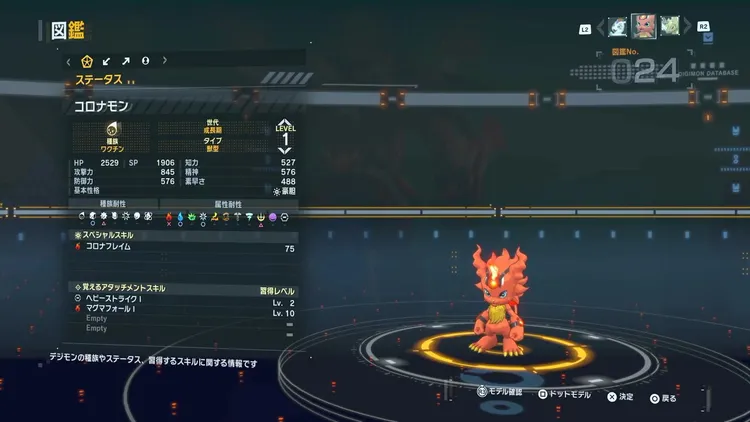 図鑑
L2
R2
図鑑No.
024
DIGIMON DATABASE
ステータス
コロナモン
種族
ワクチン
世代
成長期
タイプ
獣型
LEVEL
1
HP 2529 SP 1906 知力 527
攻撃力 845 精神 576
防御力 576 素早さ 488
基本性格 豪胆
種族耐性 属性耐性
スペシャルスキル
コロナフレイム 75
覚えるアタッチメントスキル 習得レベル
ヘビーストライクⅠ Lv. 2
マグマフォールⅠ Lv. 10
Empty
Empty
デジモンの種族やステータス、習得するスキルに関する情報です
モデル確認
ドットモデル
決定
戻る